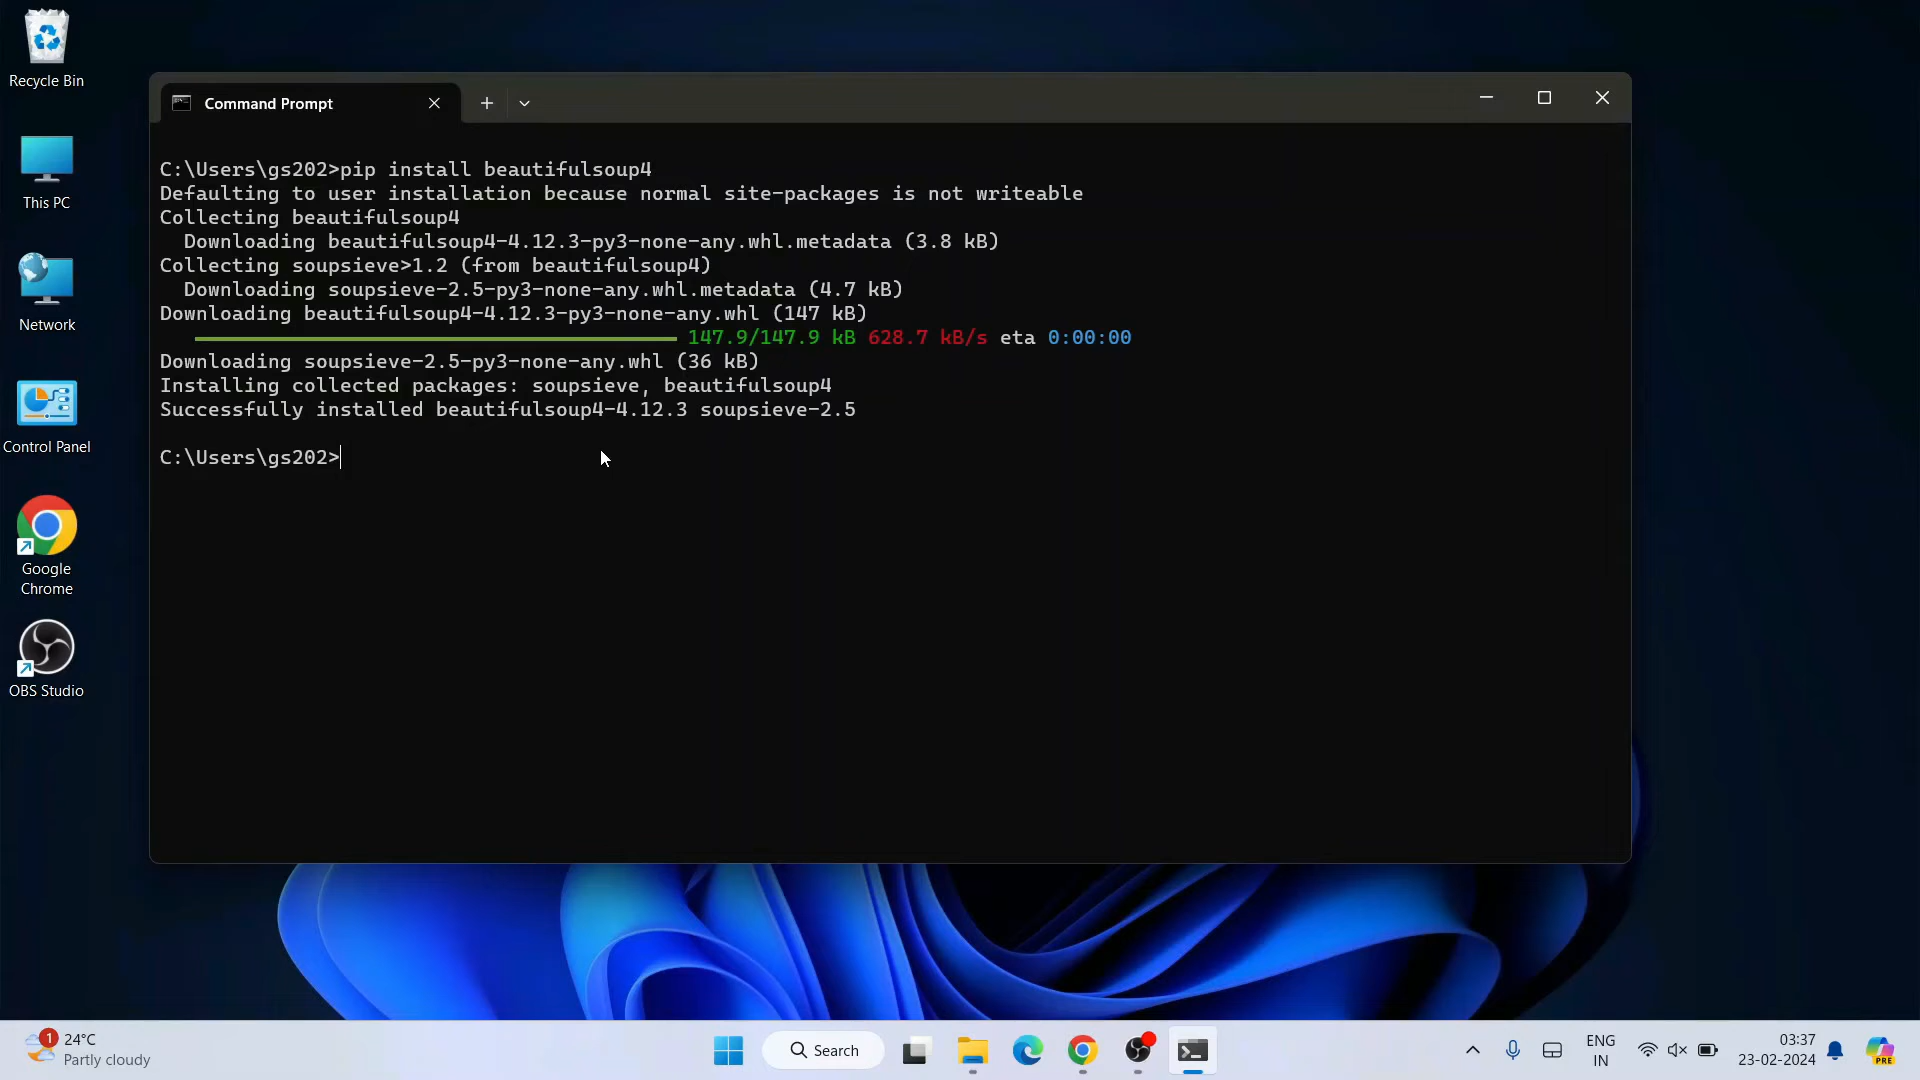 Recycle Bin
This PC
Network
Control Panel
Google
Chrome
OBS Studio
Command Prompt
C:\Users\gs202>pip install beautifulsoup4
Defaulting to user installation because normal site-packages is not writeable
Collecting beautifulsoup4
  Downloading beautifulsoup4-4.12.3-py3-none-any.whl.metadata (3.8 kB)
Collecting soupsieve>1.2 (from beautifulsoup4)
  Downloading soupsieve-2.5-py3-none-any.whl.metadata (4.7 kB)
Downloading beautifulsoup4-4.12.3-py3-none-any.whl (147 kB)
147.9/147.9 kB 628.7 kB/s eta 0:00:00
Downloading soupsieve-2.5-py3-none-any.whl (36 kB)
Installing collected packages: soupsieve, beautifulsoup4
Successfully installed beautifulsoup4-4.12.3 soupsieve-2.5
C:\Users\gs202>
1
24°C
Partly cloudy
Search
ENG
IN
03:37
23-02-2024
PRE